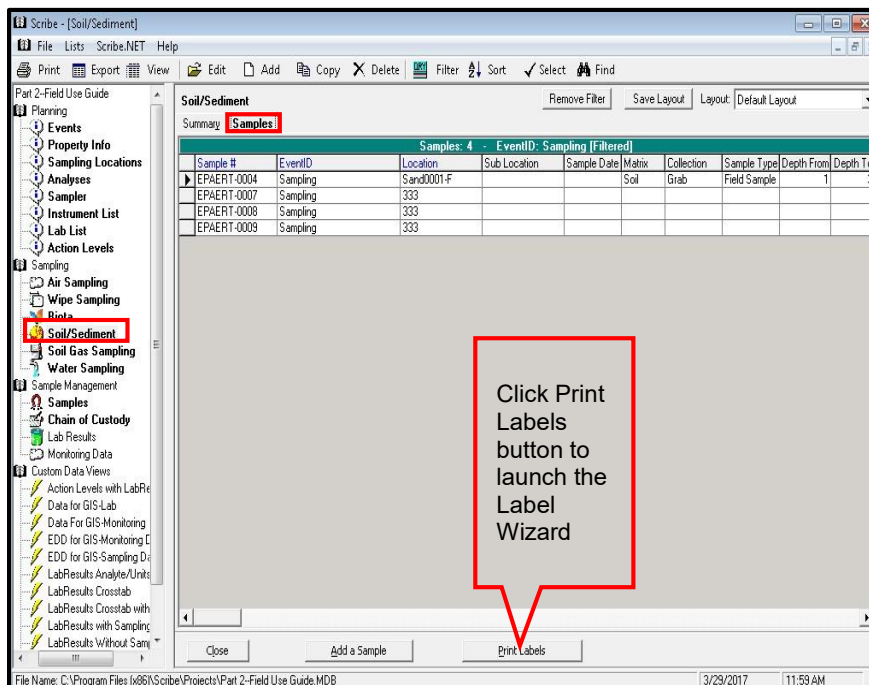 Scribe - [Soil/Sediment]
File Lists Scribe.NET Help
Print Export View Edit Add Copy Delete Filter Sort Select Find
Part 2--Field Use Guide
Planning
Events
Property Info
Sampling Locations
Analyses
Sampler
Instrument List
Lab List
Action Levels
Sampling
Air Sampling
Wipe Sampling
Biota
Soil/Sediment
Soil Gas Sampling
Water Sampling
Sample Management
Samples
Chain of Custody
Lab Results
Monitoring Data
Custom Data Views
Action Levels with LabRe
Data for GIS-Lab
Data For GIS-Monitoring
EDD for GIS-Monitoring D
EDD for GIS-Sampling Da
LabResults Analyte/Units
LabResults Crosstab
LabResults Crosstab with
LabResults with Sampling
LabResults Without Samp
Soil/Sediment
Remove Filter Save Layout Layout: Default Layout
Summary Samples
Samples: 4 - EventID: Sampling [Filtered]
Sample # EventID Location Sub Location Sample Date Matrix Collection Sample Type Depth From Depth T
EPAERT-0004 Sampling Sand0001-F Soil Grab Field Sample 1
EPAERT-0007 Sampling 333
EPAERT-0008 Sampling 333
EPAERT-0009 Sampling 333
Click Print
Labels
button to
launch the
Label
Wizard
Close Add a Sample Print Labels
File Name: C:\Program Files (x86)\Scribe\Projects\Part 2--Field Use Guide.MDB 3/29/2017 11:59 AM